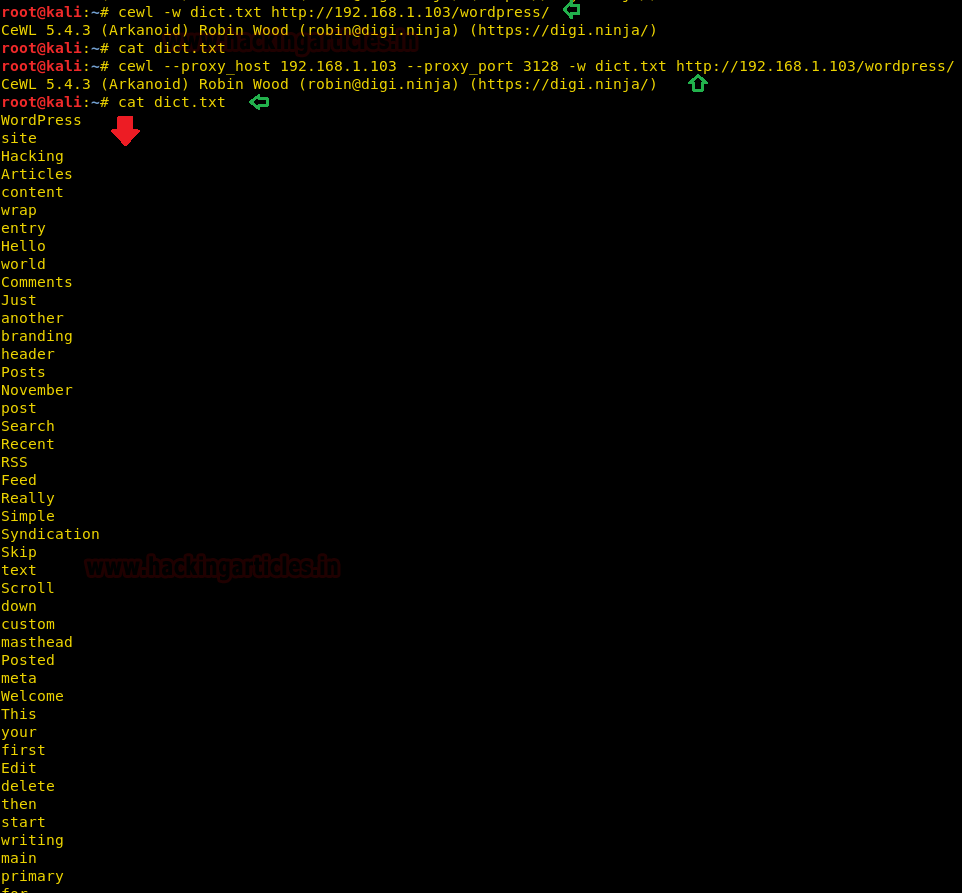 root@kali:~# cewl -w dict.txt http://192.168.1.103/wordpress/
CeWL 5.4.3 (Arkanoid) Robin Wood (robin@digi.ninja) (https://digi.ninja/)
root@kali:~# cat dict.txt
root@kali:~# cewl --proxy_host 192.168.1.103 --proxy_port 3128 -w dict.txt http://192.168.1.103/wordpress/
CeWL 5.4.3 (Arkanoid) Robin Wood (robin@digi.ninja) (https://digi.ninja/)
root@kali:~# cat dict.txt
WordPress
site
Hacking
Articles
content
wrap
entry
Hello
world
Comments
Just
another
branding
header
Posts
November
post
Search
Recent
RSS
Feed
Really
Simple
Syndication
Skip
www.hackingarticles.in
text
Scroll
down
custom
masthead
Posted
meta
Welcome
This
your
first
Edit
delete
then
start
writing
main
primary
for